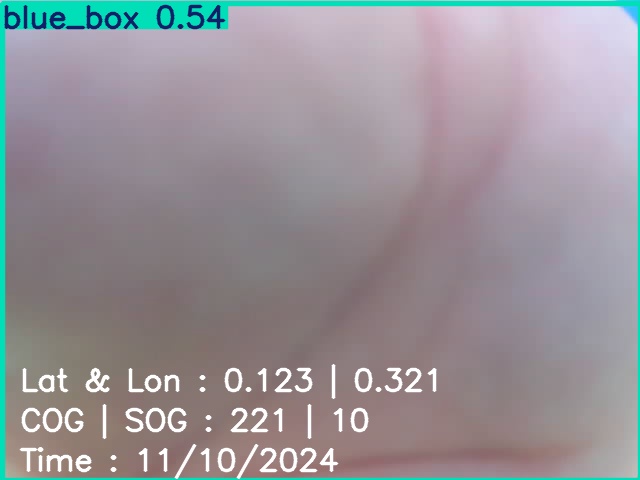 blue_box 0.54
Lat & Lon : 0.123 | 0.321
COG | SOG : 221 | 10
Time : 11/10/2024